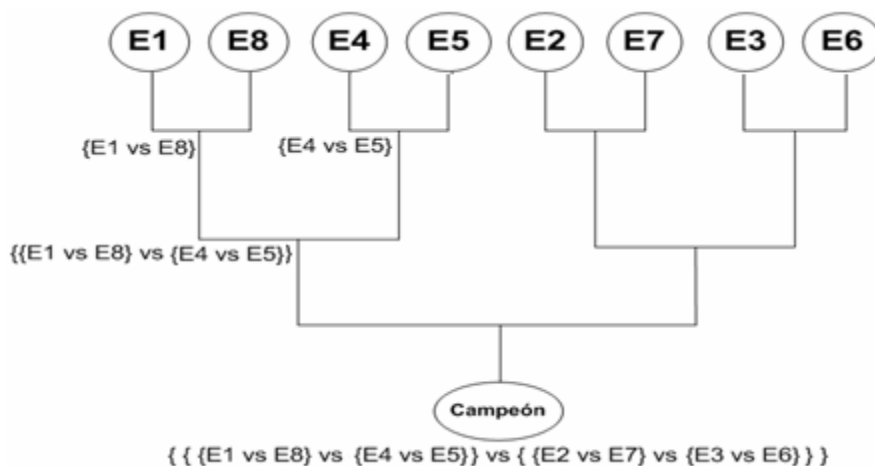 E1 E8 E4 E5 E2 E7 E3 E6
{E1 vs E8} {E4 vs E5}
{{E1 vs E8} vs {E4 vs E5}}
Campeón
{ { { {E1 vs E8} vs {E4 vs E5}} vs { {E2 vs E7} vs {E3 vs E6} } }